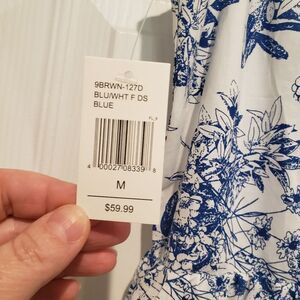 9BRWN-127D
BLU/WHT F DS
BLUE
4 00027 08339 8
M
$59.99